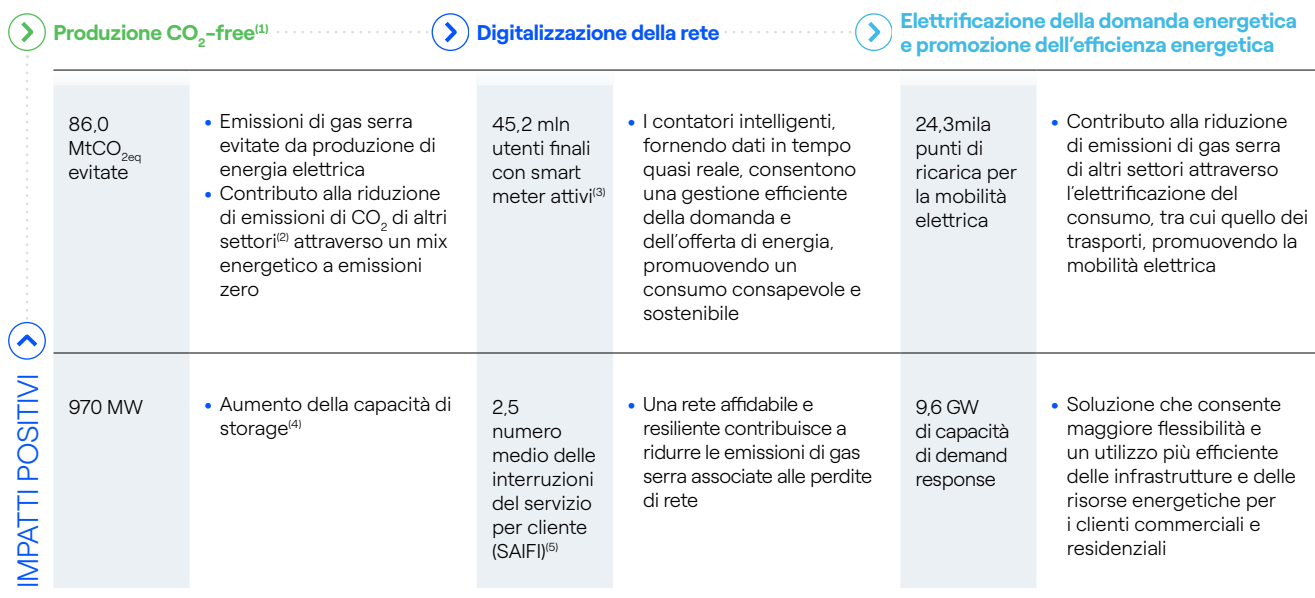 Produzione CO2-free(1)
Digitalizzazione della rete
Elettrificazione della domanda energetica
e promozione dell'efficienza energetica
IMPATTI POSITIVI
86,0
MtCO2eq
evitate
• Emissioni di gas serra
evitate da produzione di
energia elettrica
• Contributo alla riduzione
di emissioni di CO2 di altri
settori(2) attraverso un mix
energetico a emissioni
zero
45,2 mln
utenti finali
con smart
meter attivi(3)
• I contatori intelligenti,
fornendo dati in tempo
quasi reale, consentono
una gestione efficiente
della domanda e
dell'offerta di energia,
promuovendo un
consumo consapevole e
sostenibile
24,3mila
punti di
ricarica per
la mobilità
elettrica
• Contributo alla riduzione
di emissioni di gas serra
di altri settori attraverso
l'elettrificazione del
consumo, tra cui quello dei
trasporti, promuovendo la
mobilità elettrica
970 MW
• Aumento della capacità di
storage(4)
2,5
numero
medio delle
interruzioni
del servizio
per cliente
(SAIFI)(5)
• Una rete affidabile e
resiliente contribuisce a
ridurre le emissioni di gas
serra associate alle perdite
di rete
9,6 GW
di capacità
di demand
response
• Soluzione che consente
maggiore flessibilità e
un utilizzo più efficiente
delle infrastrutture e delle
risorse energetiche per
i clienti commerciali e
residenziali